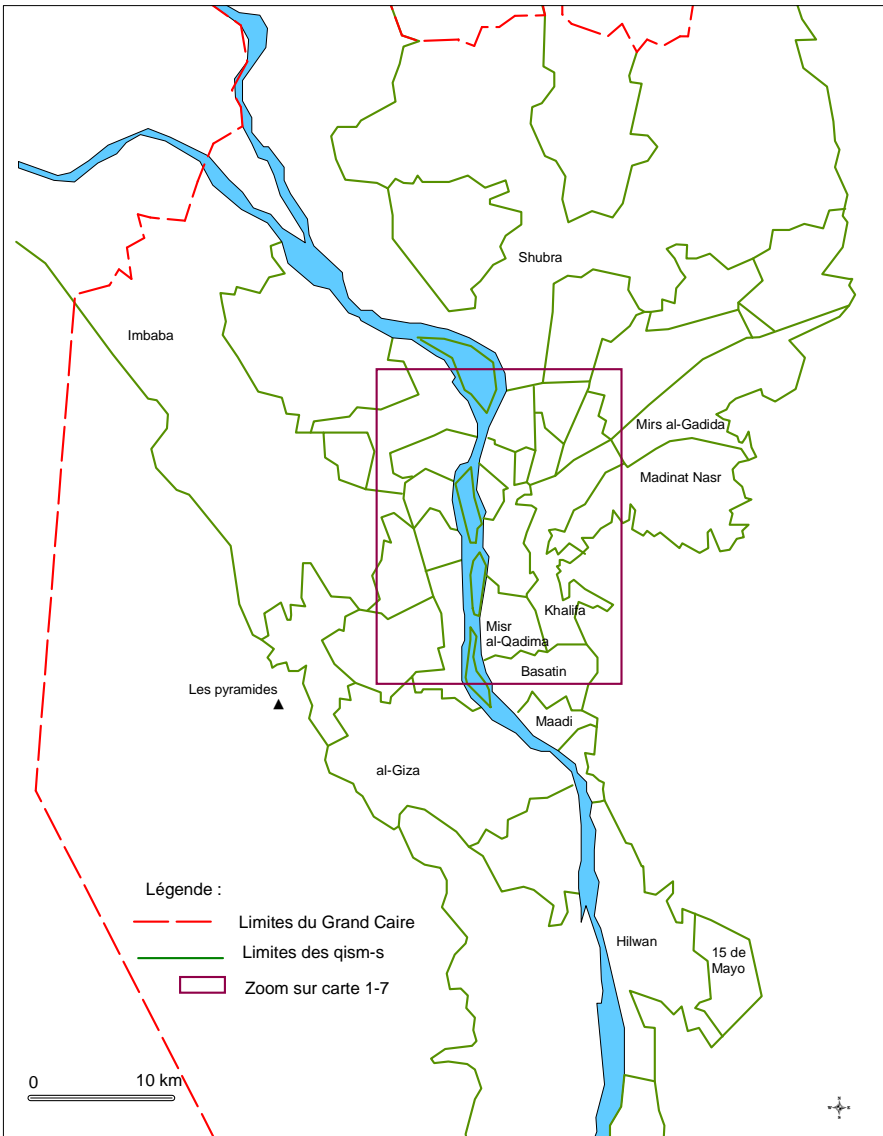 Shubra
Imbaba
Mirs al-Gadida
Madinat Nasr
Khalifa
Misr
al-Qadima
Basatin
Les pyramides
Maadi
al-Giza
Légende :
Limites du Grand Caire
Limites des qism-s
Zoom sur carte 1-7
Hilwan
15 de
Mayo
0 10 km